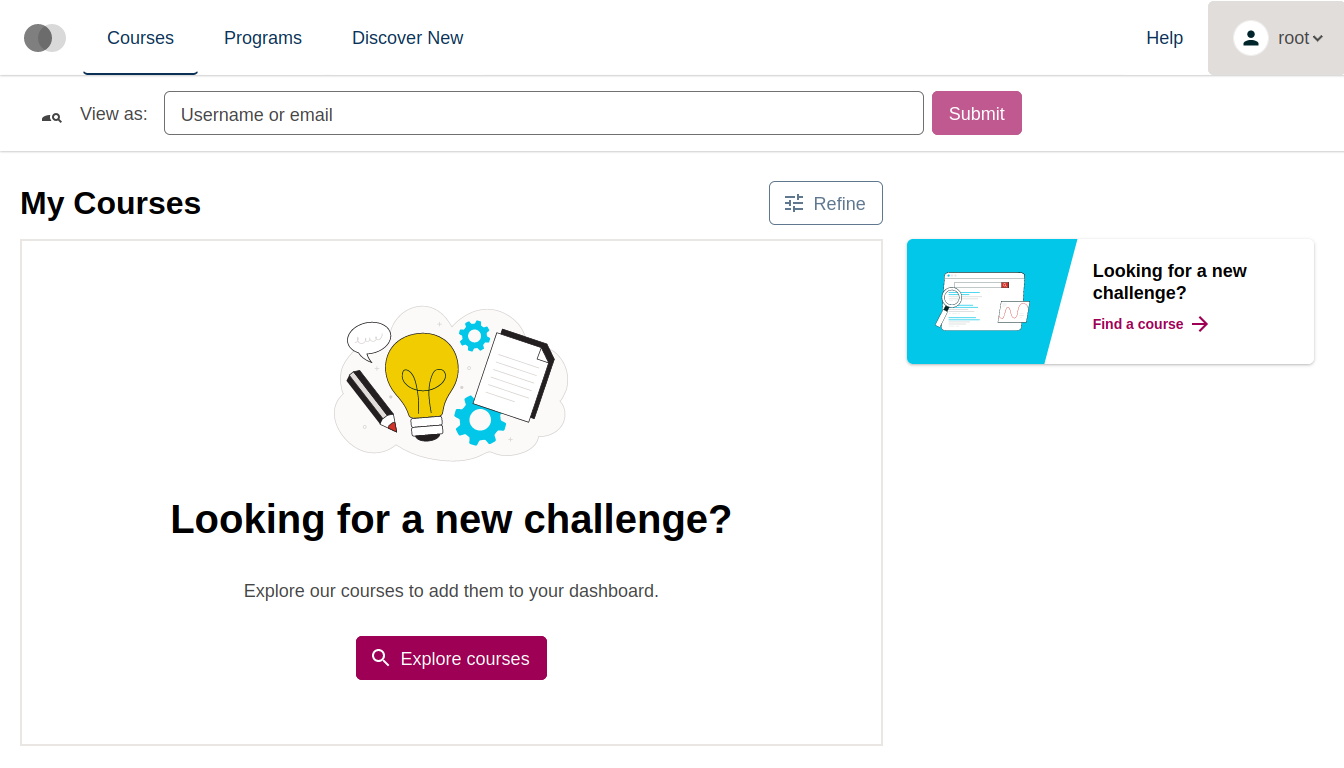 Courses
Programs
Discover New
Help
root
View as:
Username or email
Submit
My Courses
Refine
Looking for a new challenge?
Explore our courses to add them to your dashboard.
Explore courses
Looking for a new
challenge?
Find a course